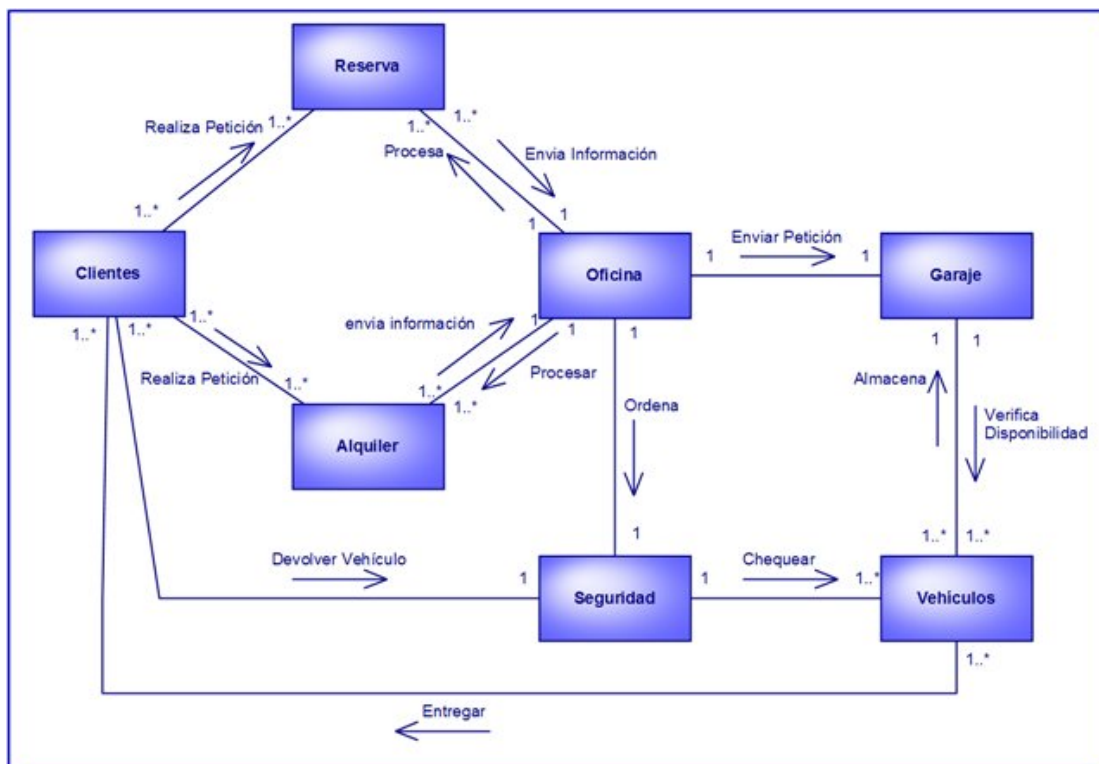 Reserva
Realiza Petición
1..*
1..*
1..*
Procesa
Envia Información
1..*
1
1
Clientes
Oficina
1
Enviar Petición
1
Garaje
1..*
1..*
1..*
Realiza Petición
1..*
envia información
1
1
Procesar
1..*
1..*
Alquiler
1
Ordena
1
1
1
Almacena
Verifica
Disponibilidad
1..*
1..*
Devolver Vehículo
1
Seguridad
1
Chequear
1..*
Vehículos
1..*
Entregar